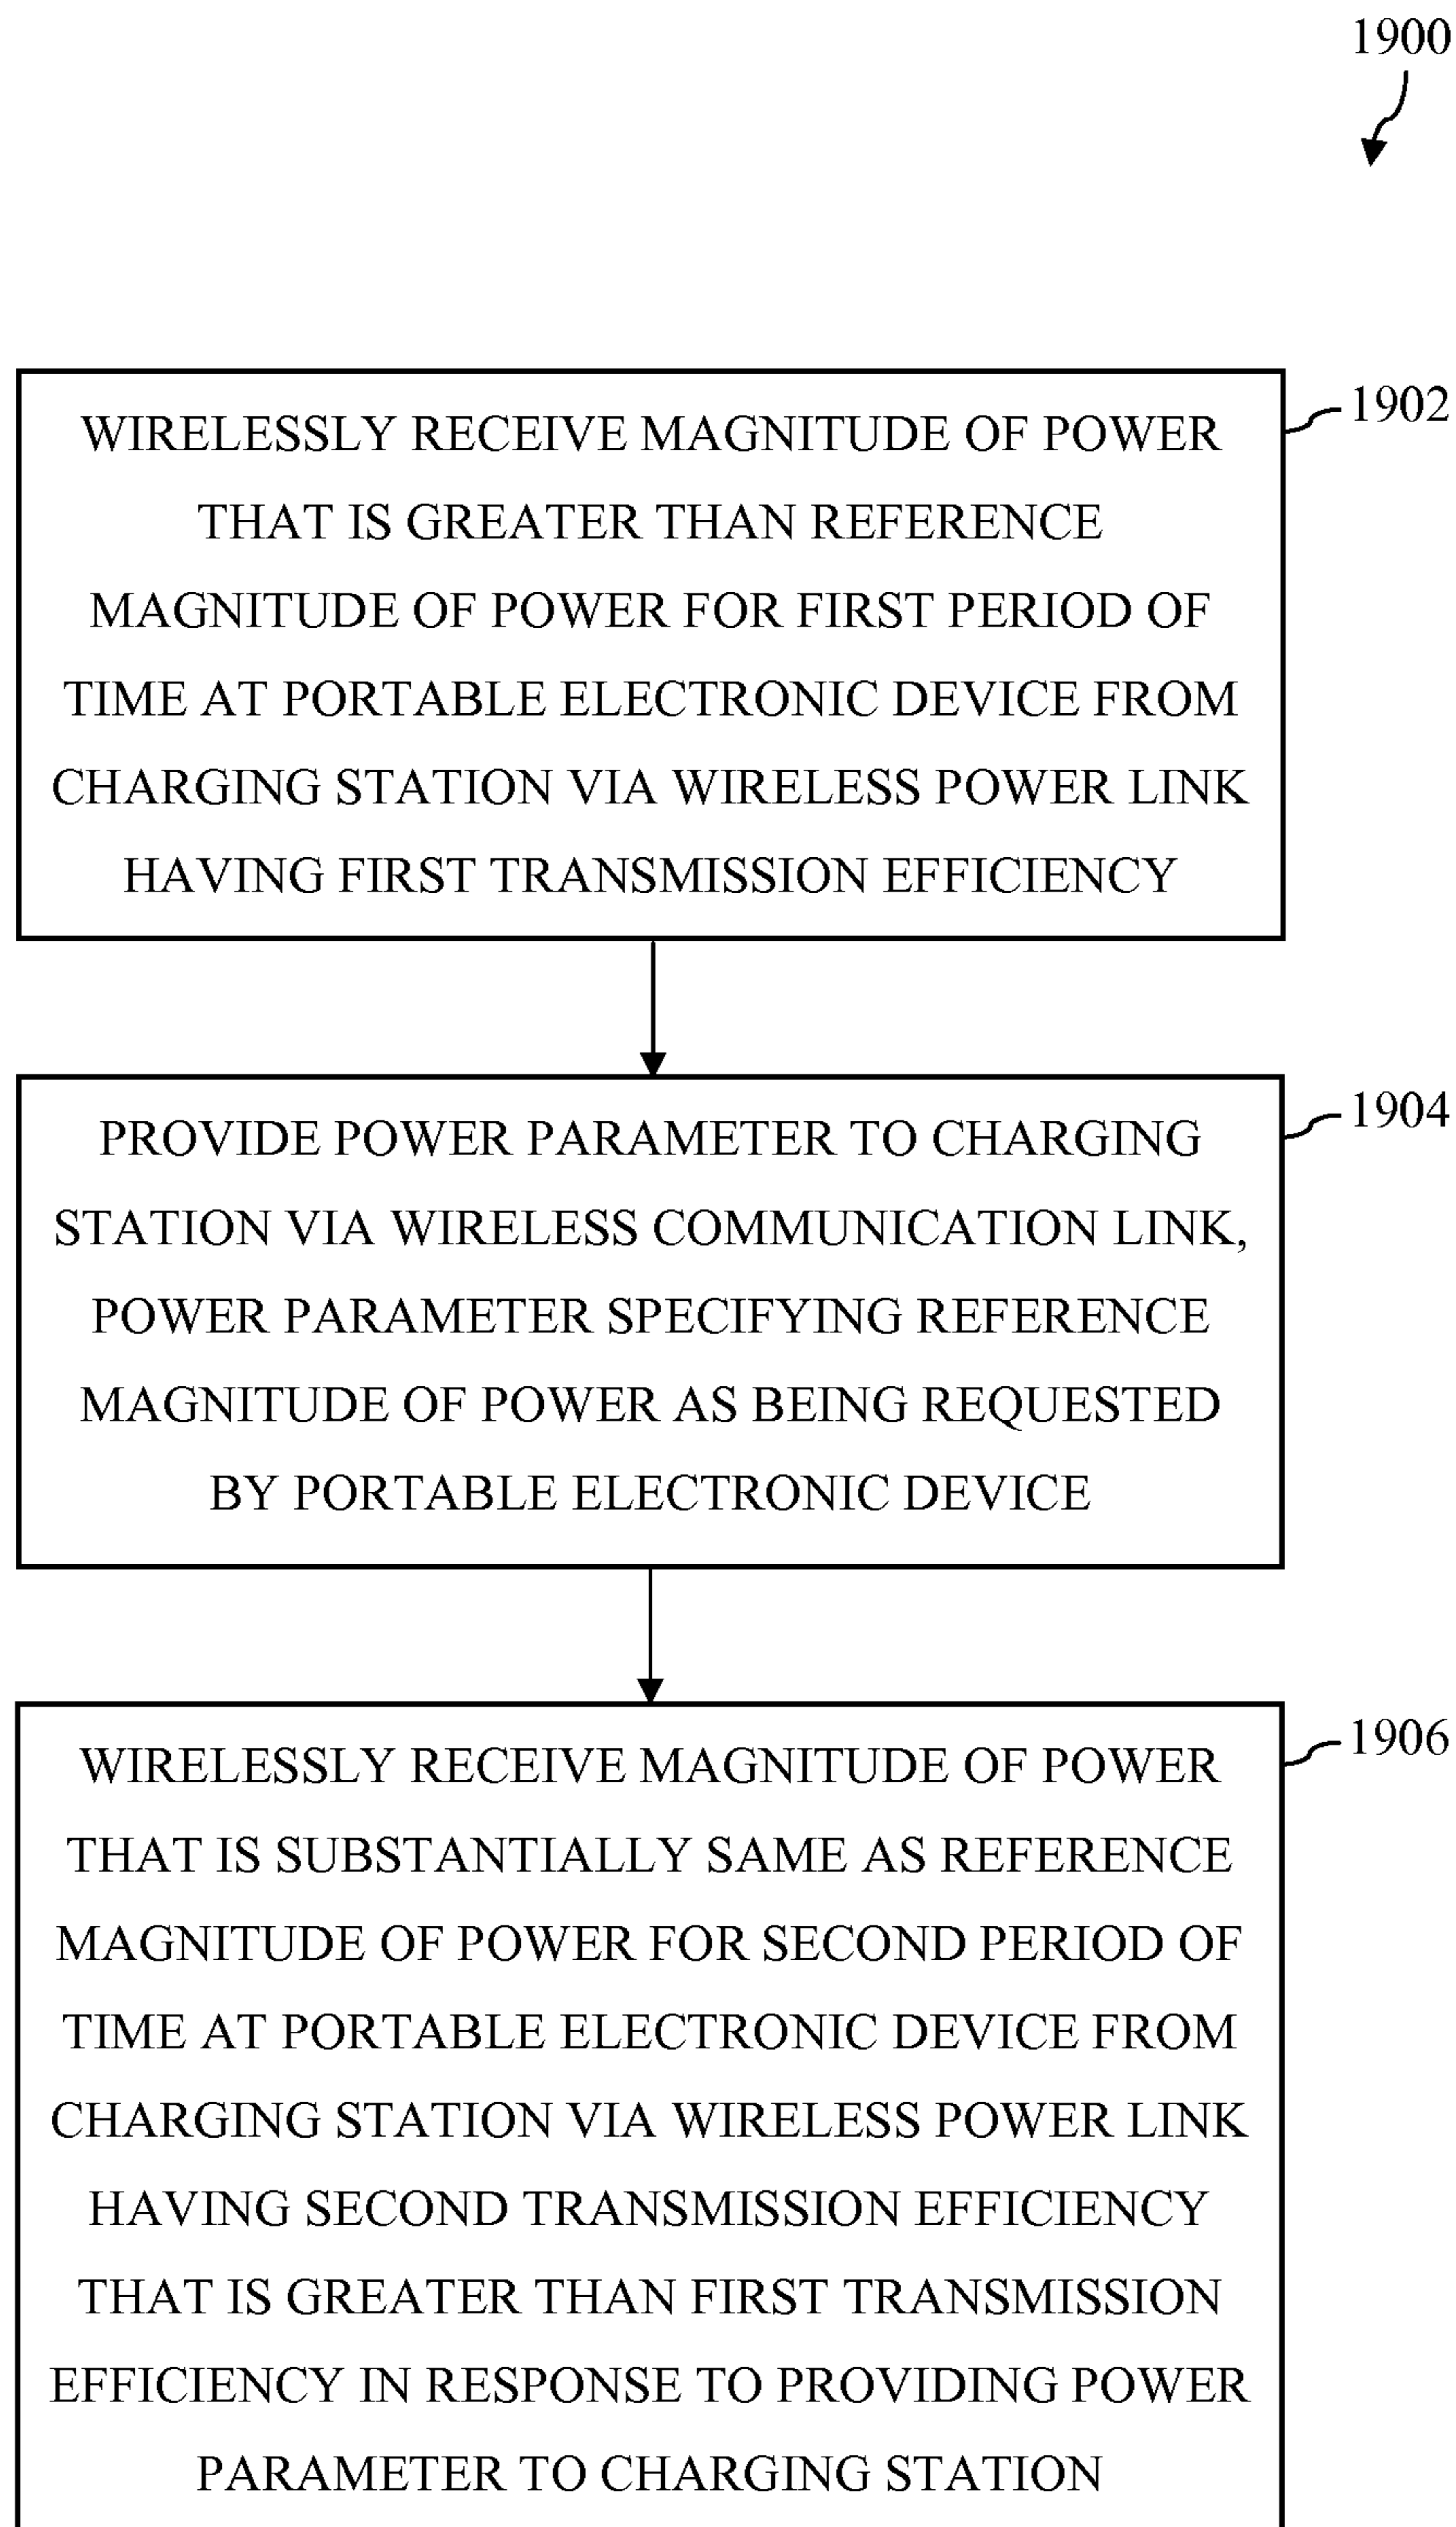 1900
WIRELESSLY RECEIVE MAGNITUDE OF POWER
1902
THAT IS GREATER THAN REFERENCE
MAGNITUDE OF POWER FOR FIRST PERIOD OF
TIME AT PORTABLE ELECTRONIC DEVICE FROM
CHARGING STATION VIA WIRELESS POWER LINK
HAVING FIRST TRANSMISSION EFFICIENCY
PROVIDE POWER PARAMETER TO CHARGING
1904
STATION VIA WIRELESS COMMUNICATION LINK,
POWER PARAMETER SPECIFYING REFERENCE
MAGNITUDE OF POWER AS BEING REQUESTED
BY PORTABLE ELECTRONIC DEVICE
WIRELESSLY RECEIVE MAGNITUDE OF POWER
1906
THAT IS SUBSTANTIALLY SAME AS REFERENCE
MAGNITUDE OF POWER FOR SECOND PERIOD OF
TIME AT PORTABLE ELECTRONIC DEVICE FROM
CHARGING STATION VIA WIRELESS POWER LINK
HAVING SECOND TRANSMISSION EFFICIENCY
THAT IS GREATER THAN FIRST TRANSMISSION
EFFICIENCY IN RESPONSE TO PROVIDING POWER
PARAMETER TO CHARGING STATION